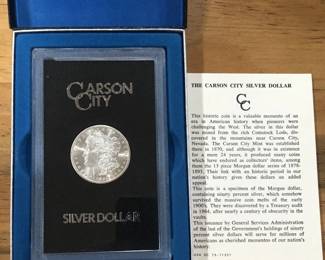 CARSON
CITY
SILVER DOLLAR
THE CARSON CITY SILVER DOLLAR
CC
This historic coin is a valuable memento of an
era in American history when pioneers were
challenging the West. The silver in this dollar
was mined from the rich Comstock Lode,
covered in the mountains near Carson City,
Nevada. The Carson City Mint was established
here in 1870, and although it was in existence
for a mere 24 years, it produced many coins
which have become collectors' items, among
them the 13 piece Morgan dollar series of 1878-
1893. Their link with an historic period in our
nation's history gives these dollars an added
importance.
This coin is a specimen of the Morgan dollar,
containing ninety percent silver, which somehow
survived the massive coin melts of the early
1900's. They were discovered by a Treasury audit
in 1964, after nearly a century of obscurity in the
vaults.
This issuance by General Services Administration
of the last of the Government's holdings of ninety
percent silver dollars will serve for millions of
Americans as cherished mementos of our nation's
history.